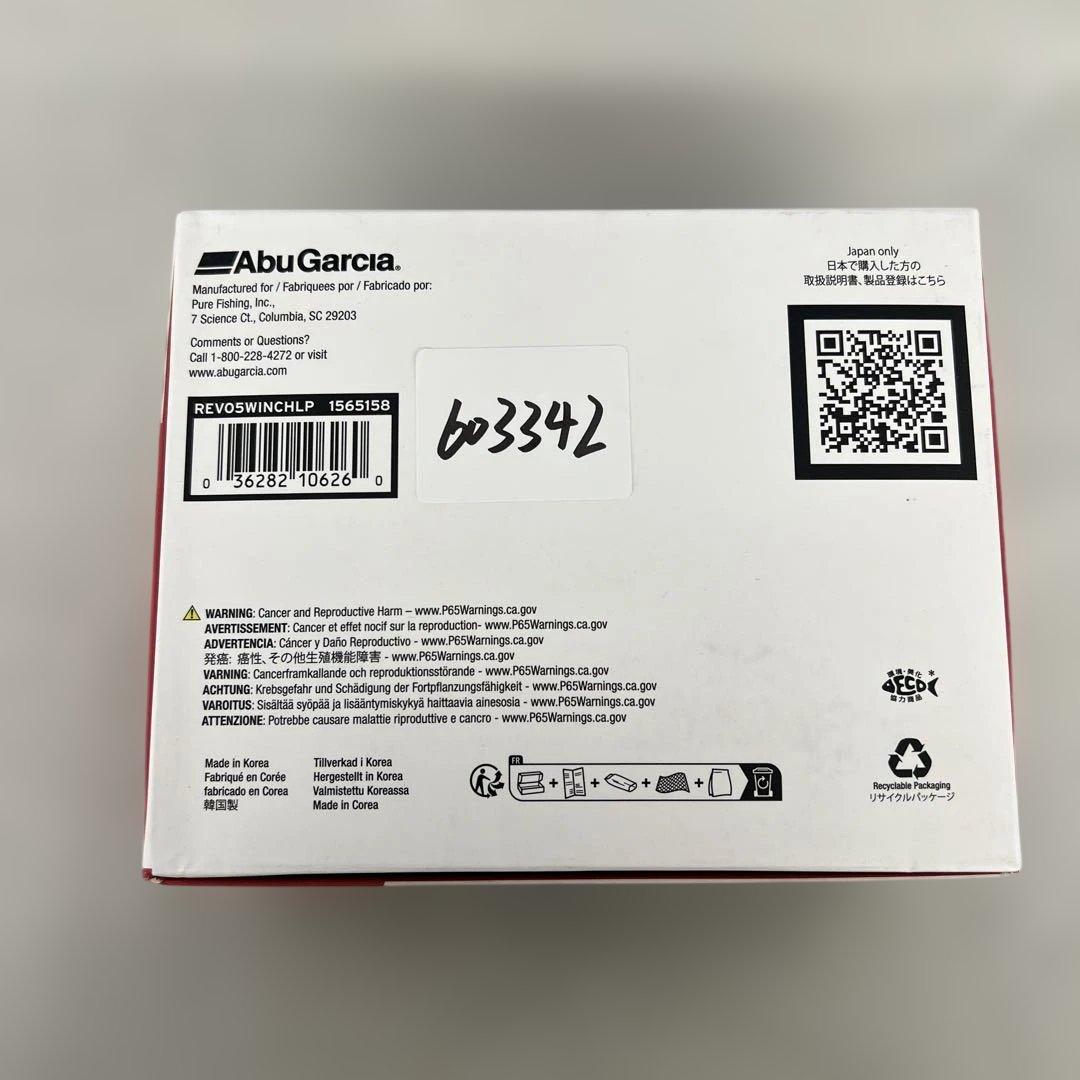 AbuGarcia®
Manufactured for / Fabriquees por / Fabricado por:
Pure Fishing, Inc.,
7 Science Ct., Columbia, SC 29203
Comments or Questions?
Call 1-800-228-4272 or visit
www.abugarcia.com
REVO5WINCHLP 1565158
0 36282 10626 0
603342
Japan only
日本で購入した方の
取扱説明書、製品登録はこちら
WARNING: Cancer and Reproductive Harm – www.P65Warnings.ca.gov
AVERTISSEMENT: Cancer et effet nocif sur la reproduction- www.P65Warnings.ca.gov
ADVERTENCIA: Cáncer y Daño Reproductivo - www.P65Warnings.ca.gov
発癌: 癌性、その他生殖機能障害 - www.P65Warnings.ca.gov
VARNING: Cancerframkallande och reproduktionsstörande - www.P65Warnings.ca.gov
ACHTUNG: Krebsgefahr und Schädigung der Fortpflanzungsfähigkeit - www.P65Warnings.ca.gov
VAROITUS: Sisältää syöpää ja lisääntymiskykyä haittaavia ainesosia - www.P65Warnings.ca.gov
ATTENZIONE: Potrebbe causare malattie riproduttive e cancro - www.P65Warnings.ca.gov
環境・美化
ECO
協力商品
Made in Korea
Fabriqué en Corée
fabricado en Corea
韓国製
Tillverkad i Korea
Hergestellt in Korea
Valmistettu Koreassa
Made in Corea
FR
+ + + +
Recyclable Packaging
リサイクルパッケージ